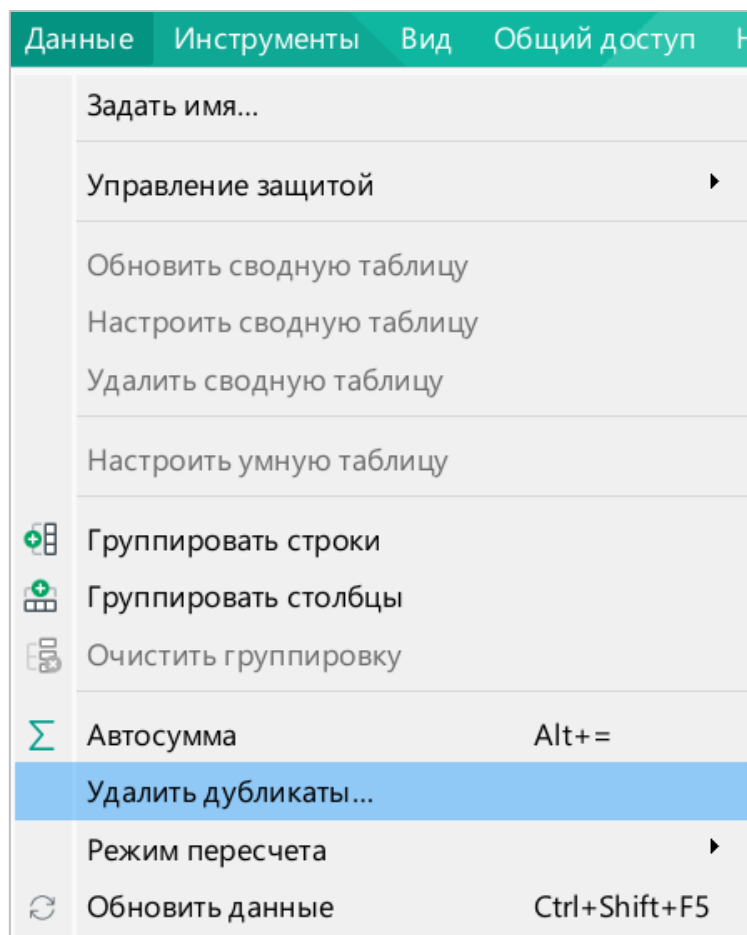 Данные Инструменты Вид Общий доступ
Задать имя...
Управление защитой
Обновить сводную таблицу
Настроить сводную таблицу
Удалить сводную таблицу
Настроить умную таблицу
Группировать строки
Группировать столбцы
Очистить группировку
Автосумма Alt+=
Удалить дубликаты...
Режим пересчета
Обновить данные Ctrl+Shift+F5